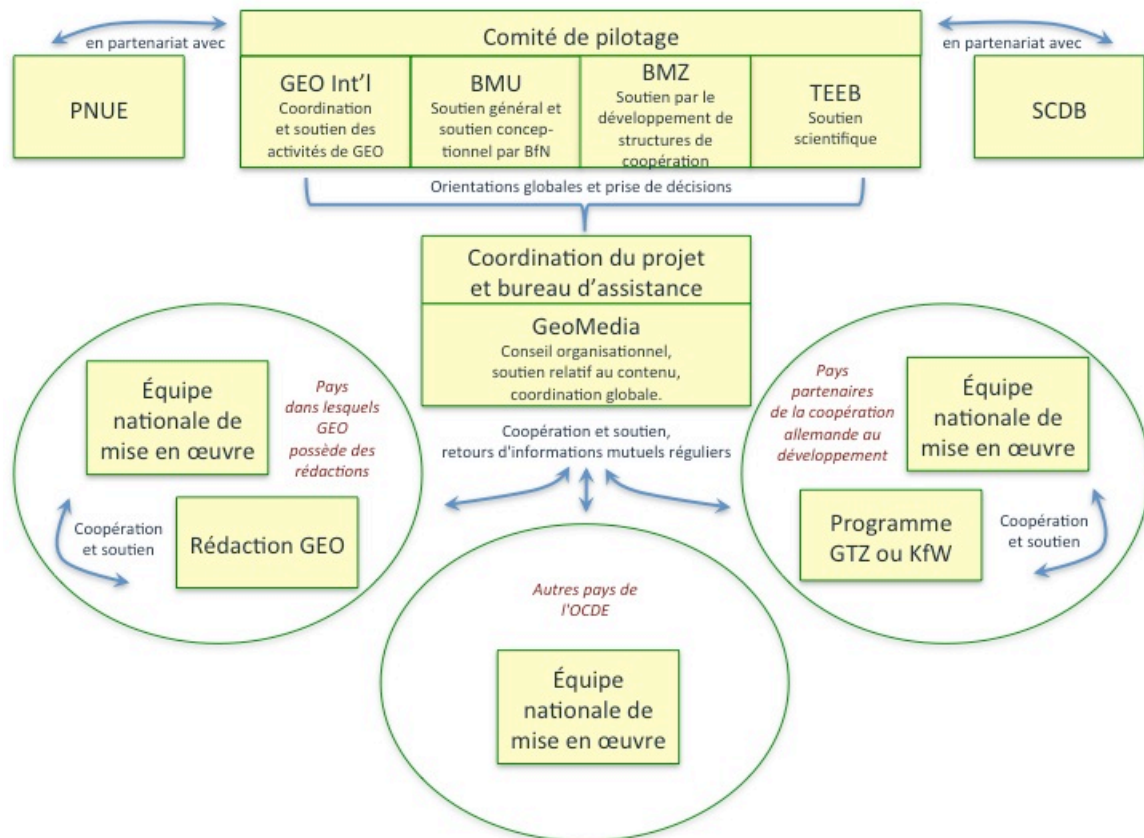 en partenariat avec
Comité de pilotage
en partenariat avec
PNUE
GEO Int'l
Coordination
et soutien des
activités de GEO
BMU
Soutien général et
soutien concep-
tionnel par BfN
BMZ
Soutien par le
développement de
structures de
coopération
TEEB
Soutien
scientifique
SCDB
Orientations globales et prise de décisions
Coordination du projet
et bureau d'assistance
GeoMedia
Conseil organisationnel,
soutien relatif au contenu,
coordination globale.
Coopération et soutien,
retours d'informations mutuels réguliers
Équipe
nationale de
mise en œuvre
Pays
dans lesquels
GEO
possède des
rédactions
Coopération
et soutien
Rédaction GEO
Pays
partenaires
de la coopération
allemande au
développement
Équipe
nationale de
mise en œuvre
Programme
GTZ ou KfW
Coopération
et soutien
Autres pays de
l'OCDE
Équipe
nationale de
mise en œuvre